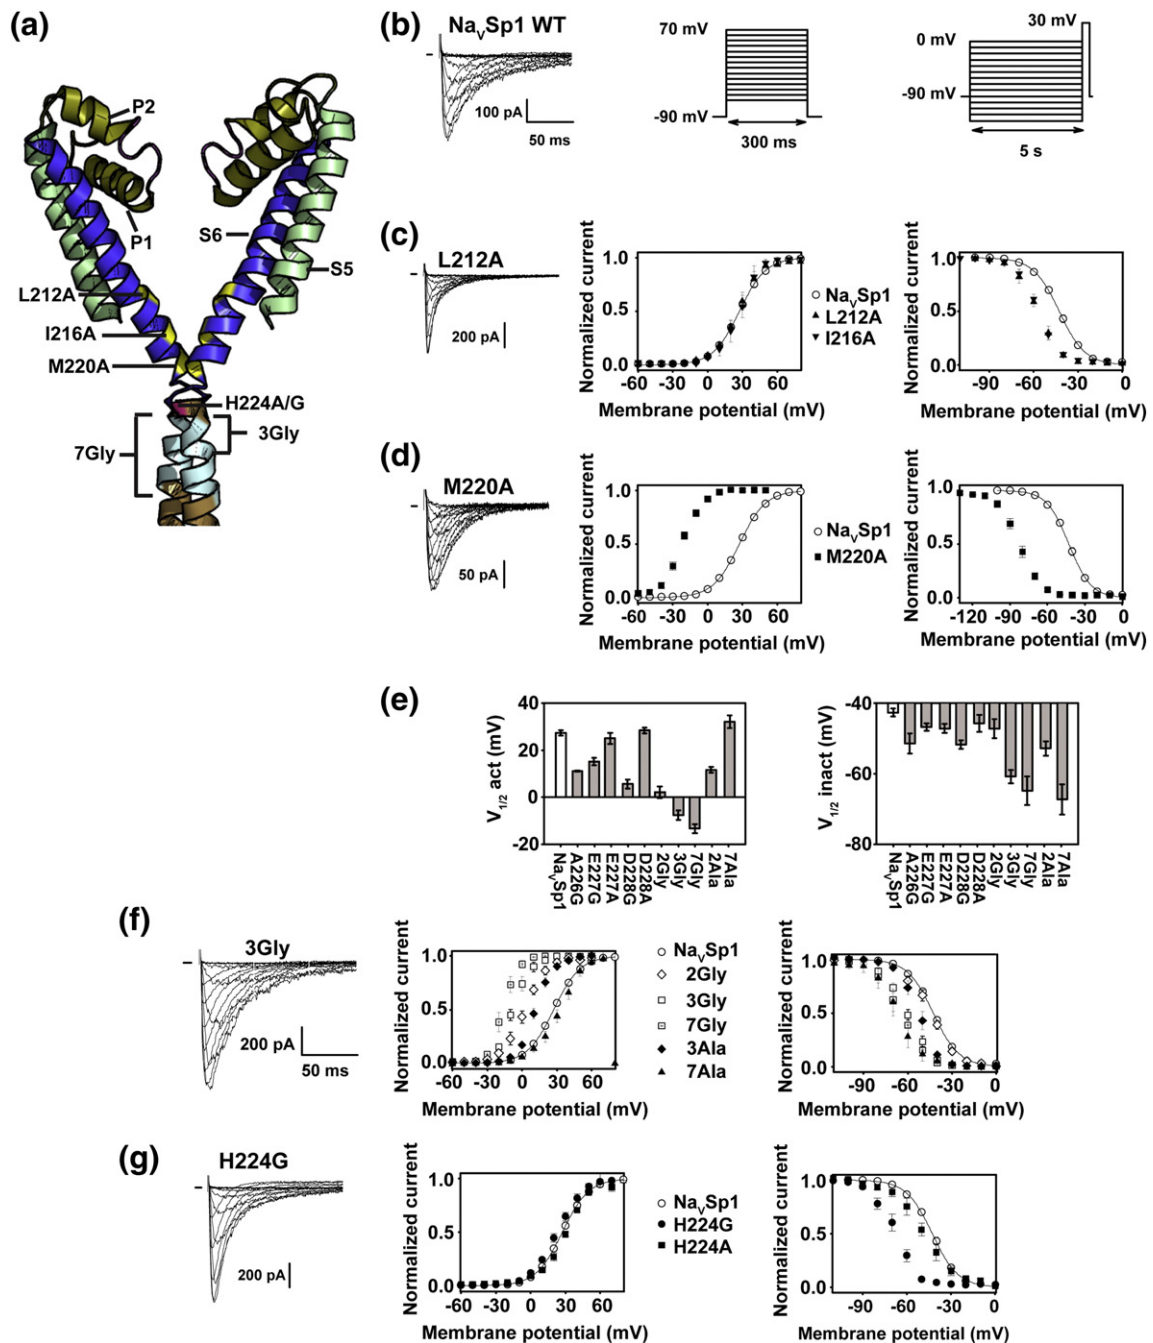 (a)
P2
P1
S6
S5
L212A
I216A
M220A
H224A/G
3Gly
7Gly
(b)
NaVSp1 WT
100 pA
50 ms
70 mV
-90 mV
300 ms
30 mV
0 mV
-90 mV
5 s
(c)
L212A
200 pA
Normalized current
1.0
0.5
0.0
-60 -30 0 30 60
Membrane potential (mV)
NaVSp1
L212A
I216A
Normalized current
1.0
0.5
0.0
-90 -60 -30 0
Membrane potential (mV)
(d)
M220A
50 pA
Normalized current
1.0
0.5
0.0
-60 -30 0 30 60
Membrane potential (mV)
NaVSp1
M220A
Normalized current
1.0
0.5
0.0
-120 -90 -60 -30 0
Membrane potential (mV)
(e)
V1/2 act (mV)
40
20
0
-20
NaVSp1
A226G
E227G
E227A
D228G
D228A
2Gly
3Gly
7Gly
2Ala
7Ala
V1/2 inact (mV)
-40
-60
-80
NaVSp1
A226G
E227G
E227A
D228G
D228A
2Gly
3Gly
7Gly
2Ala
7Ala
(f)
3Gly
200 pA
50 ms
Normalized current
1.0
0.5
0.0
-60 -30 0 30 60
Membrane potential (mV)
NaVSp1
2Gly
3Gly
7Gly
3Ala
7Ala
Normalized current
1.0
0.5
0.0
-90 -60 -30 0
Membrane potential (mV)
(g)
H224G
200 pA
Normalized current
1.0
0.5
0.0
-60 -30 0 30 60
Membrane potential (mV)
NaVSp1
H224G
H224A
Normalized current
1.0
0.5
0.0
-90 -60 -30 0
Membrane potential (mV)